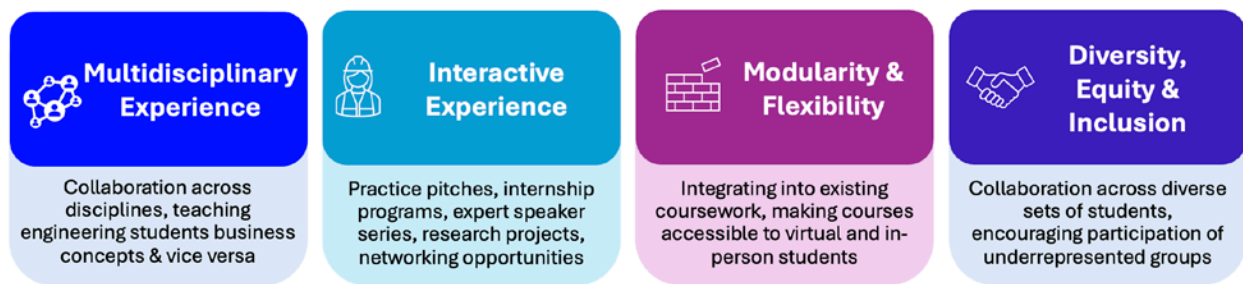 Multidisciplinary
Experience
Collaboration across
disciplines, teaching
engineering students business
concepts & vice versa
Interactive
Experience
Practice pitches, internship
programs, expert speaker
series, research projects,
networking opportunities
Modularity &
Flexibility
Integrating into existing
coursework, making courses
accessible to virtual and in-
person students
Diversity,
Equity &
Inclusion
Collaboration across diverse
sets of students,
encouraging participation of
underrepresented groups